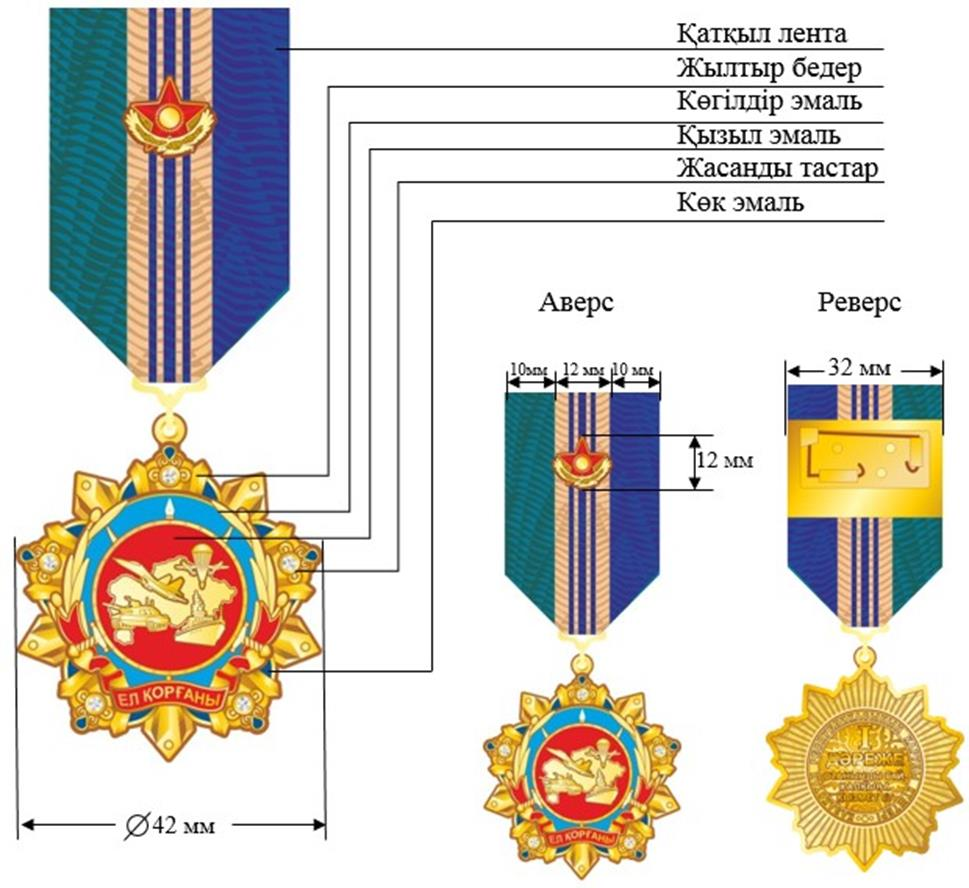 Қатқыл лента
Жылтыр бедер
Көгілдір эмаль
Қызыл эмаль
Жасанды тастар
Көк эмаль
Аверс
Реверс
10мм
12 мм
10 мм
32 мм
12 мм
ЕЛ ҚОРҒАНЫ
42 мм
ЕЛ ҚОРҒАНЫ
I
ДӘРЕЖЕ